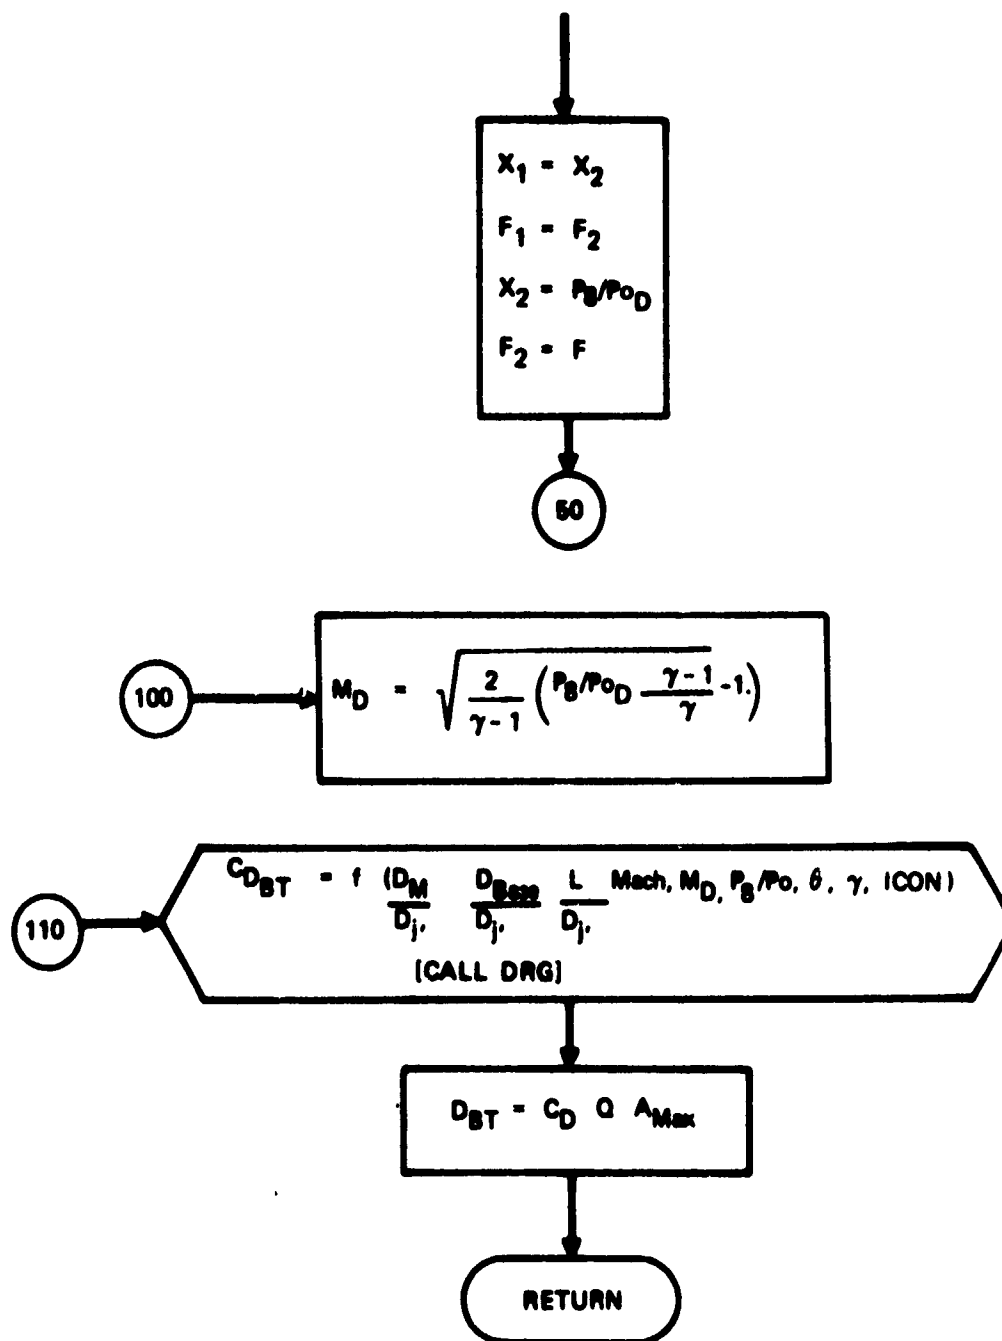 X1 = X2
F1 = F2
X2 = PB/PoD
F2 = F
50
100
MD = √ 2/γ-1 (PB/PoD γ-1/γ -1.)
110
CDBT = f (DM/Dj, DBase/Dj, L/Dj, Mach, MD, PB/Po, θ, γ, ICON)
[CALL DRG]
DBT = CD Q AMax
RETURN